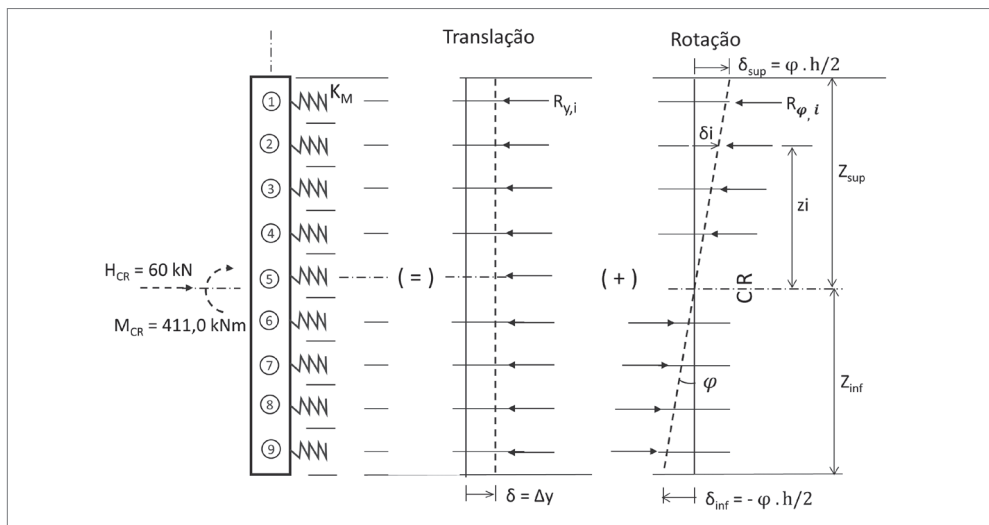 Translação
Rotação
δsup = φ . h/2
1
KM
Ry,i
Rφ, i
2
δi
3
zi
Zsup
4
HCR = 60 kN
5
( = )
( + )
CR
MCR = 411,0 kNm
6
7
φ
Zinf
8
9
δ = Δy
δinf = - φ . h/2